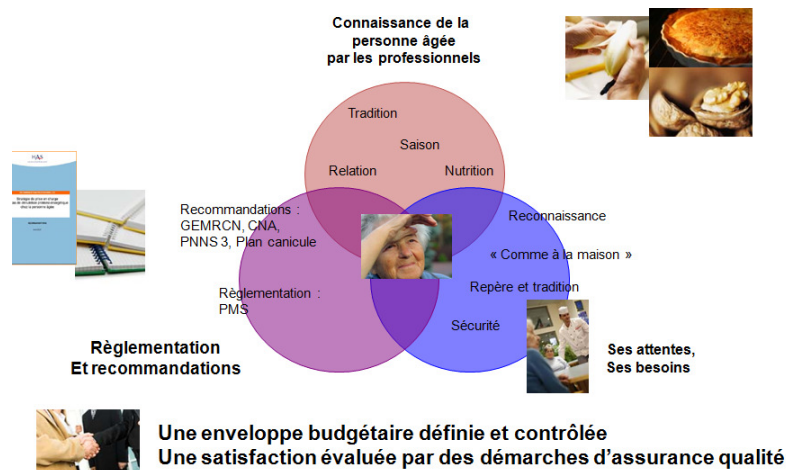 Connaissance de la
personne âgée
par les professionnels
Tradition
Saison
Relation
Nutrition
HAS
Recommandations :
GEMRCN, CNA,
PNNS 3, Plan canicule
Règlementation :
PMS
Reconnaissance
« Comme à la maison »
Repère et tradition
Sécurité
Règlementation
Et recommandations
Ses attentes,
Ses besoins
Une enveloppe budgétaire définie et contrôlée
Une satisfaction évaluée par des démarches d'assurance qualité